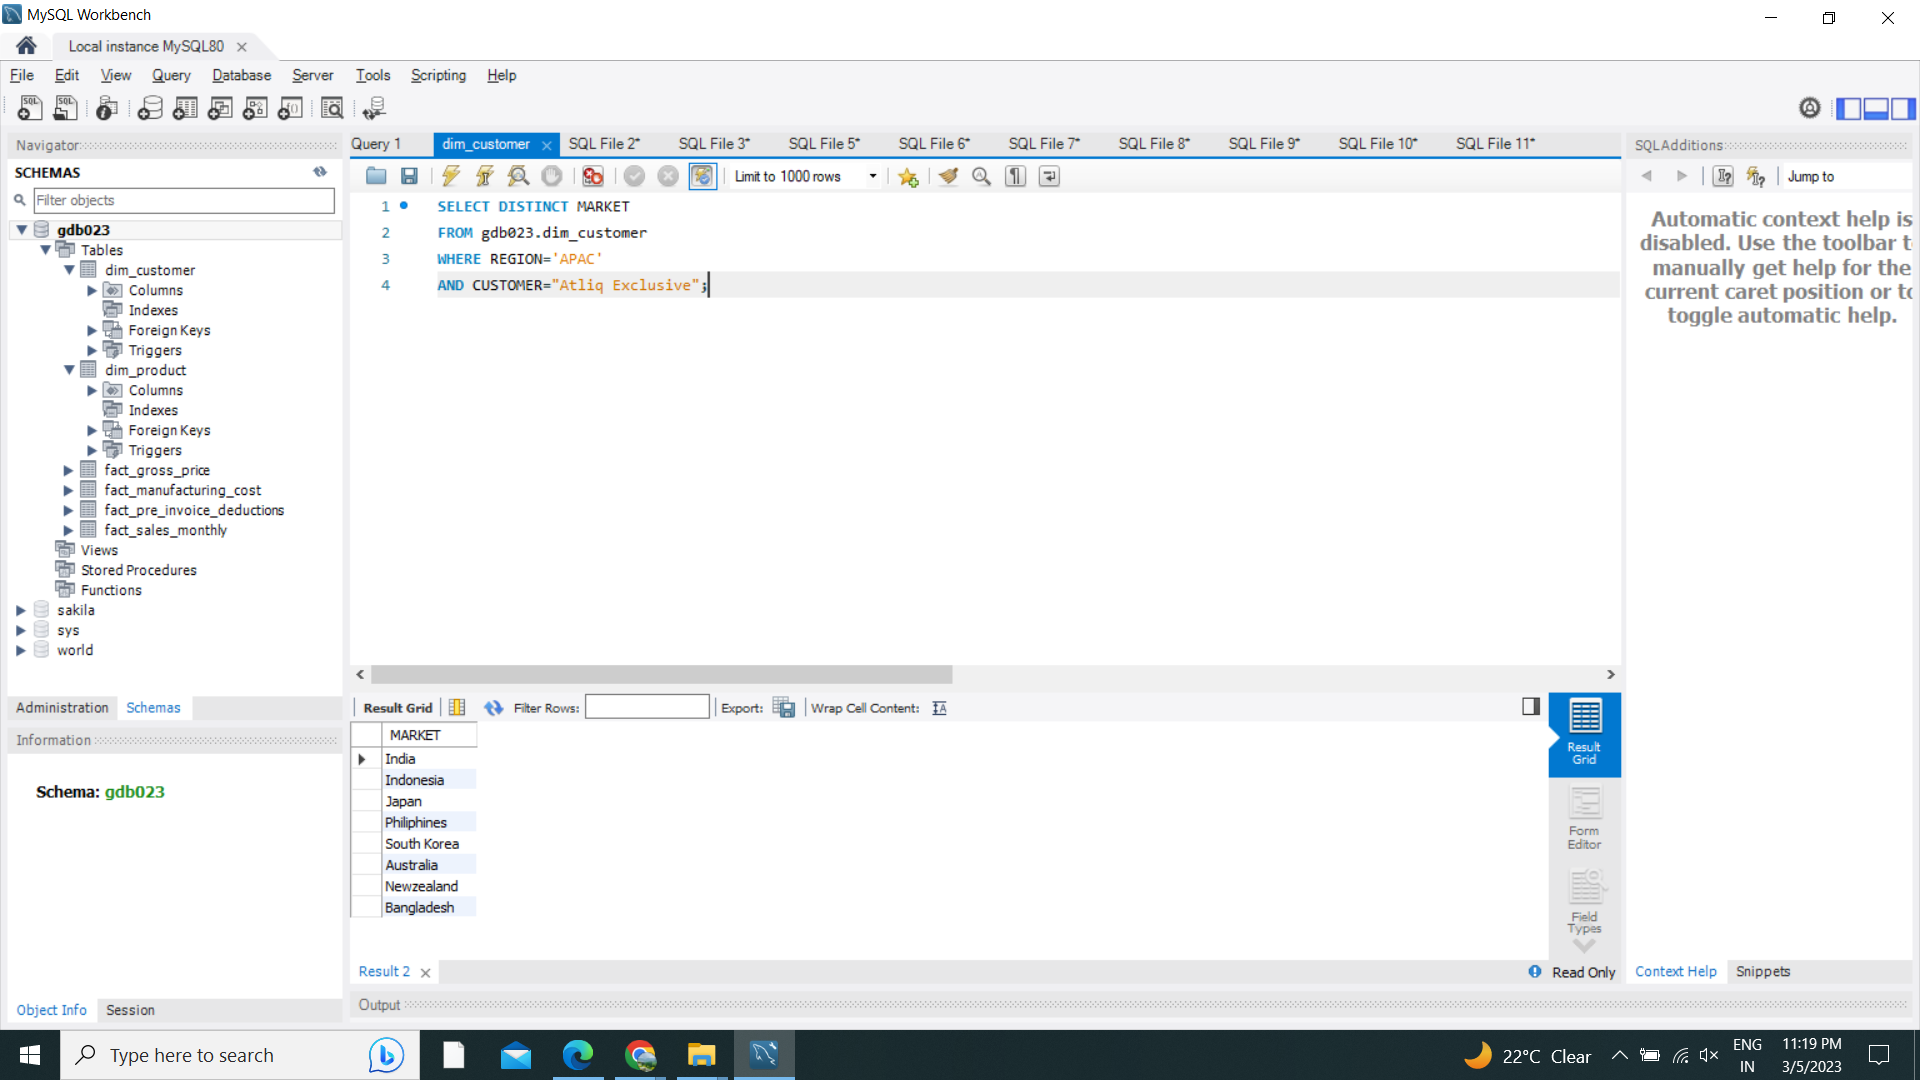 MySQL Workbench
Local instance MySQL80
File Edit View Query Database Server Tools Scripting Help
Navigator
SCHEMAS
Filter objects
gdb023
Tables
dim_customer
Columns
Indexes
Foreign Keys
Triggers
dim_product
Columns
Indexes
Foreign Keys
Triggers
fact_gross_price
fact_manufacturing_cost
fact_pre_invoice_deductions
fact_sales_monthly
Views
Stored Procedures
Functions
sakila
sys
world
Administration Schemas
Information
Schema: gdb023
Object Info Session
Query 1 dim_customer SQL File 2* SQL File 3* SQL File 5* SQL File 6* SQL File 7* SQL File 8* SQL File 9* SQL File 10* SQL File 11*
Limit to 1000 rows
1 SELECT DISTINCT MARKET
2 FROM gdb023.dim_customer
3 WHERE REGION='APAC'
4 AND CUSTOMER="Atliq Exclusive";
Result Grid Filter Rows: Export: Wrap Cell Content:
MARKET
India
Indonesia
Japan
Philiphines
South Korea
Australia
Newzealand
Bangladesh
Result Grid
Form Editor
Field Types
Result 2
Read Only
Output
SQLAdditions
Jump to
Automatic context help is
disabled. Use the toolbar t
manually get help for the
current caret position or to
toggle automatic help.
Context Help Snippets
Type here to search
22°C Clear
ENG
IN
11:19 PM
3/5/2023